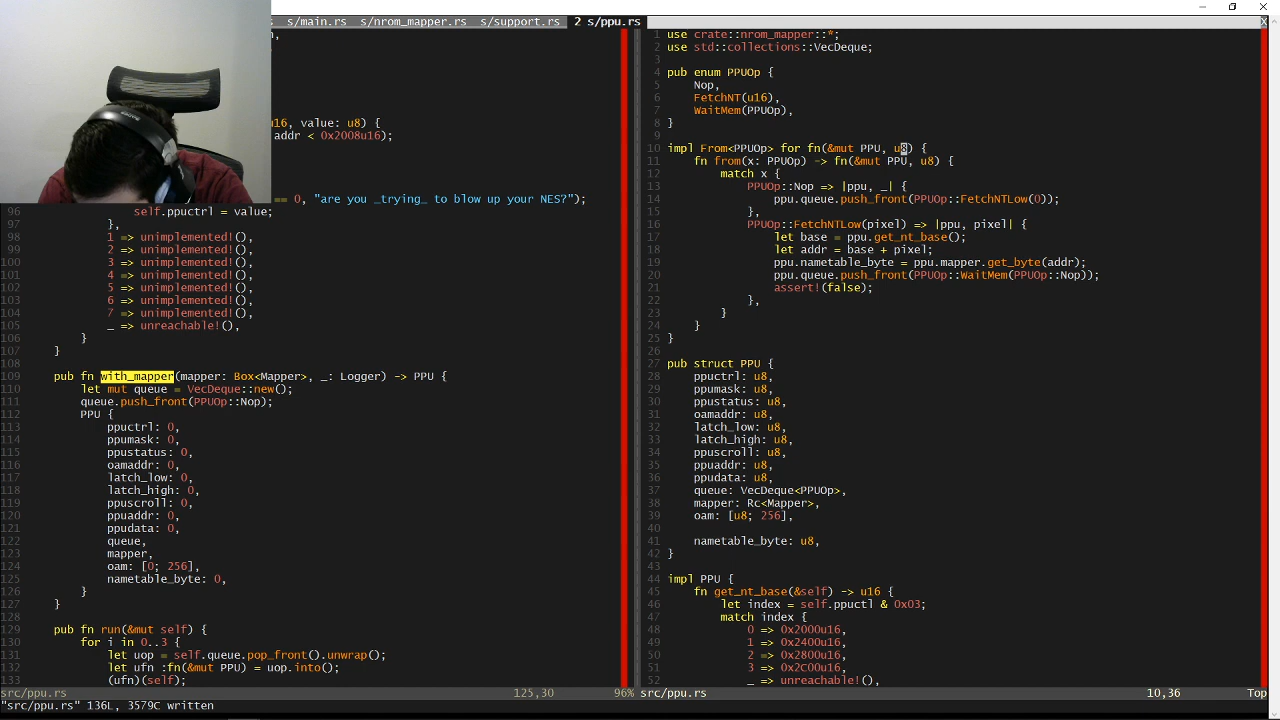 s/main.rs s/nrom_mapper.rs s/support.rs 2 s/ppu.rs X
u16, value: u8) {
addr < 0x2008u16);
== 0, "are you _trying_ to blow up your NES?");
96 self.ppuctrl = value;
97 },
98 1 => unimplemented!(),
99 2 => unimplemented!(),
100 3 => unimplemented!(),
101 4 => unimplemented!(),
102 5 => unimplemented!(),
103 6 => unimplemented!(),
104 7 => unimplemented!(),
105 _ => unreachable!(),
106 }
107 }
108
109 pub fn with_mapper(mapper: Box<Mapper>, _: Logger) -> PPU {
110 let mut queue = VecDeque::new();
111 queue.push_front(PPUOp::Nop);
112 PPU {
113 ppuctrl: 0,
114 ppumask: 0,
115 ppustatus: 0,
116 oamaddr: 0,
117 latch_low: 0,
118 latch_high: 0,
119 ppuscroll: 0,
120 ppuaddr: 0,
121 ppudata: 0,
122 queue,
123 mapper,
124 oam: [0; 256],
125 nametable_byte: 0,
126 }
127 }
128
129 pub fn run(&mut self) {
130 for i in 0..3 {
131 let uop = self.queue.pop_front().unwrap();
132 let ufn :fn(&mut PPU) = uop.into();
133 (ufn)(self);
src/ppu.rs 125,30 96%
"src/ppu.rs" 136L, 3579C written
1 use crate::nrom_mapper::*;
2 use std::collections::VecDeque;
3
4 pub enum PPUOp {
5 Nop,
6 FetchNT(u16),
7 WaitMem(PPUOp),
8 }
9
10 impl From<PPUOp> for fn(&mut PPU, u8) {
11 fn from(x: PPUOp) -> fn(&mut PPU, u8) {
12 match x {
13 PPUOp::Nop => |ppu, _| {
14 ppu.queue.push_front(PPUOp::FetchNTLow(0));
15 },
16 PPUOp::FetchNTLow(pixel) => |ppu, pixel| {
17 let base = ppu.get_nt_base();
18 let addr = base + pixel;
19 ppu.nametable_byte = ppu.mapper.get_byte(addr);
20 ppu.queue.push_front(PPUOp::WaitMem(PPUOp::Nop));
21 assert!(false);
22 },
23 }
24 }
25 }
26
27 pub struct PPU {
28 ppuctrl: u8,
29 ppumask: u8,
30 ppustatus: u8,
31 oamaddr: u8,
32 latch_low: u8,
33 latch_high: u8,
34 ppuscroll: u8,
35 ppuaddr: u8,
36 ppudata: u8,
37 queue: VecDeque<PPUOp>,
38 mapper: Rc<Mapper>,
39 oam: [u8; 256],
40
41 nametable_byte: u8,
42 }
43
44 impl PPU {
45 fn get_nt_base(&self) -> u16 {
46 let index = self.ppuctl & 0x03;
47 match index {
48 0 => 0x2000u16,
49 1 => 0x2400u16,
50 2 => 0x2800u16,
51 3 => 0x2C00u16,
52 _ => unreachable!(),
src/ppu.rs 10,36 Top